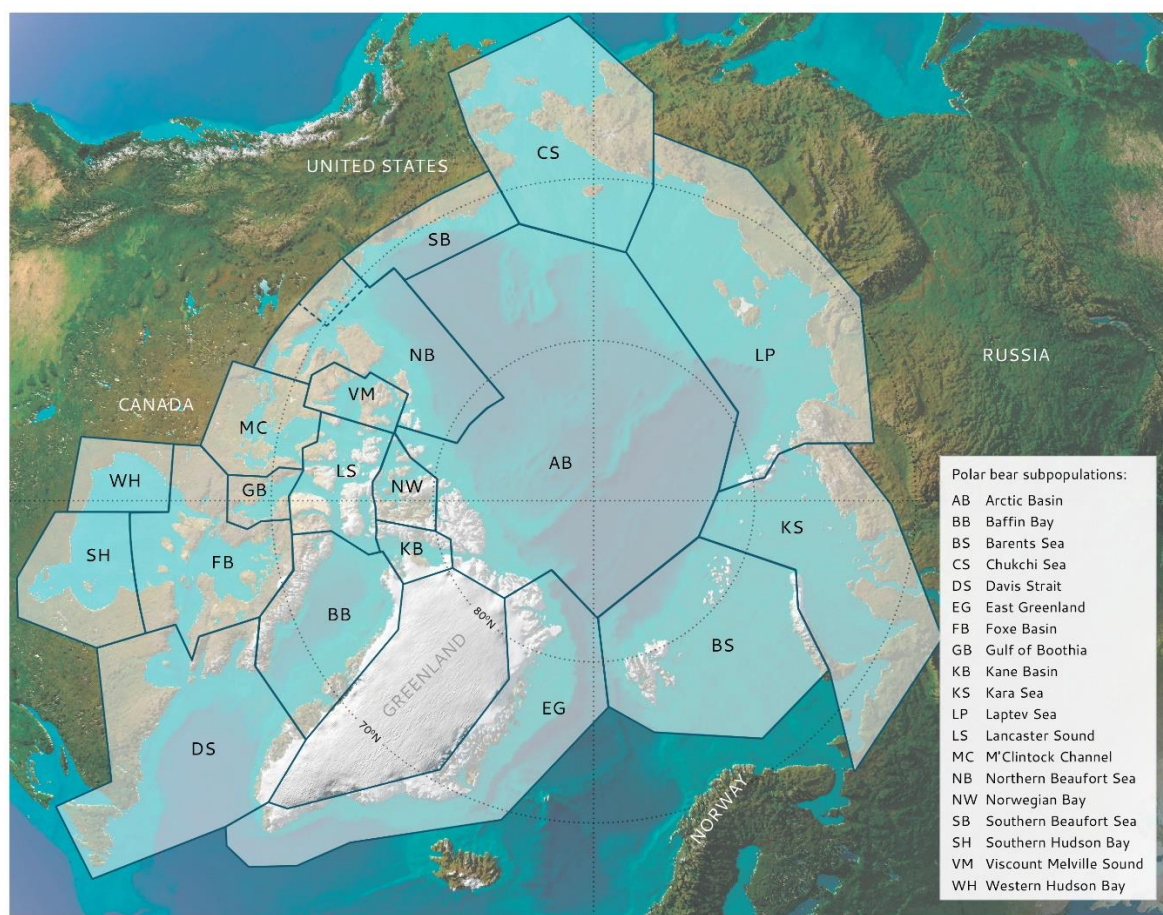 CS
UNITED STATES
SB
NB
LP
RUSSIA
VM
CANADA
MC
AB
LS
WH
GB
NW
KS
SH
FB
KB
BB
80ºN
BS
GREENLAND
EG
70ºN
DS
NORWAY
Polar bear subpopulations:
AB Arctic Basin
BB Baffin Bay
BS Barents Sea
CS Chukchi Sea
DS Davis Strait
EG East Greenland
FB Foxe Basin
GB Gulf of Boothia
KB Kane Basin
KS Kara Sea
LP Laptev Sea
LS Lancaster Sound
MC M'Clintock Channel
NB Northern Beaufort Sea
NW Norwegian Bay
SB Southern Beaufort Sea
SH Southern Hudson Bay
VM Viscount Melville Sound
WH Western Hudson Bay